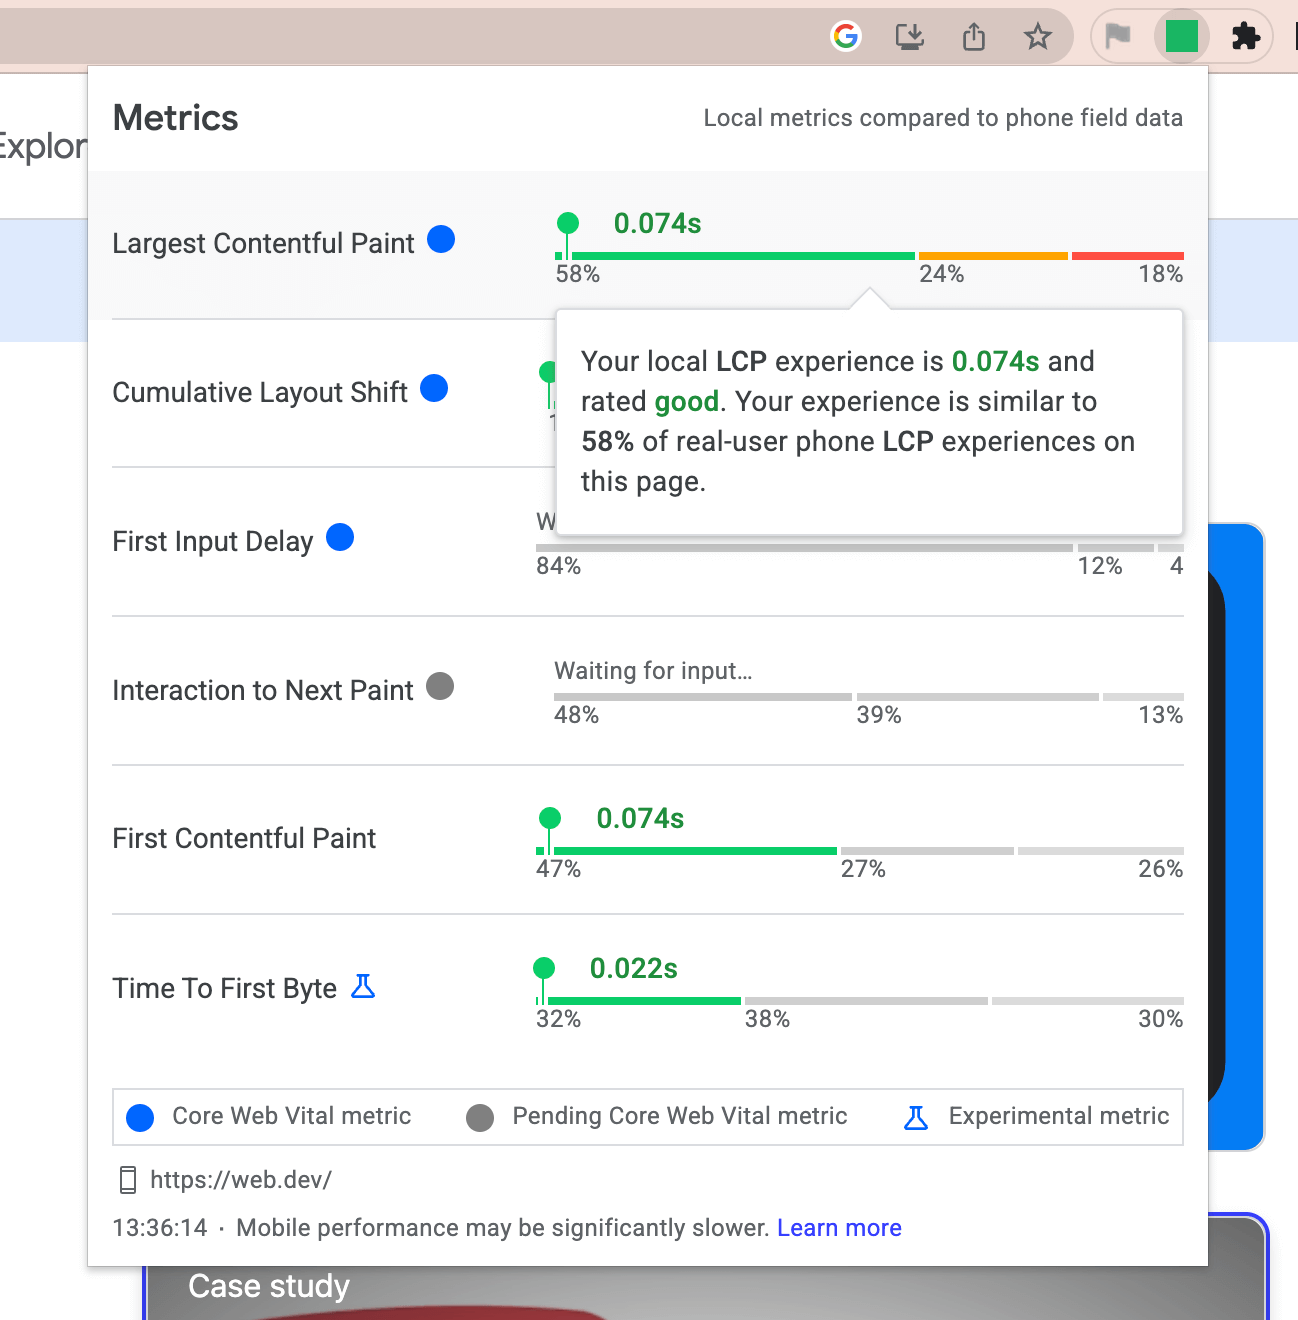 Explor
Metrics
Local metrics compared to phone field data
Largest Contentful Paint
0.074s
58%
24%
18%
Your local LCP experience is 0.074s and
rated good. Your experience is similar to
58% of real-user phone LCP experiences on
this page.
Cumulative Layout Shift
First Input Delay
W
84%
12%
4
Interaction to Next Paint
Waiting for input...
48%
39%
13%
First Contentful Paint
0.074s
47%
27%
26%
Time To First Byte
0.022s
32%
38%
30%
Core Web Vital metric
Pending Core Web Vital metric
Experimental metric
https://web.dev/
13:36:14 · Mobile performance may be significantly slower. Learn more
Case study